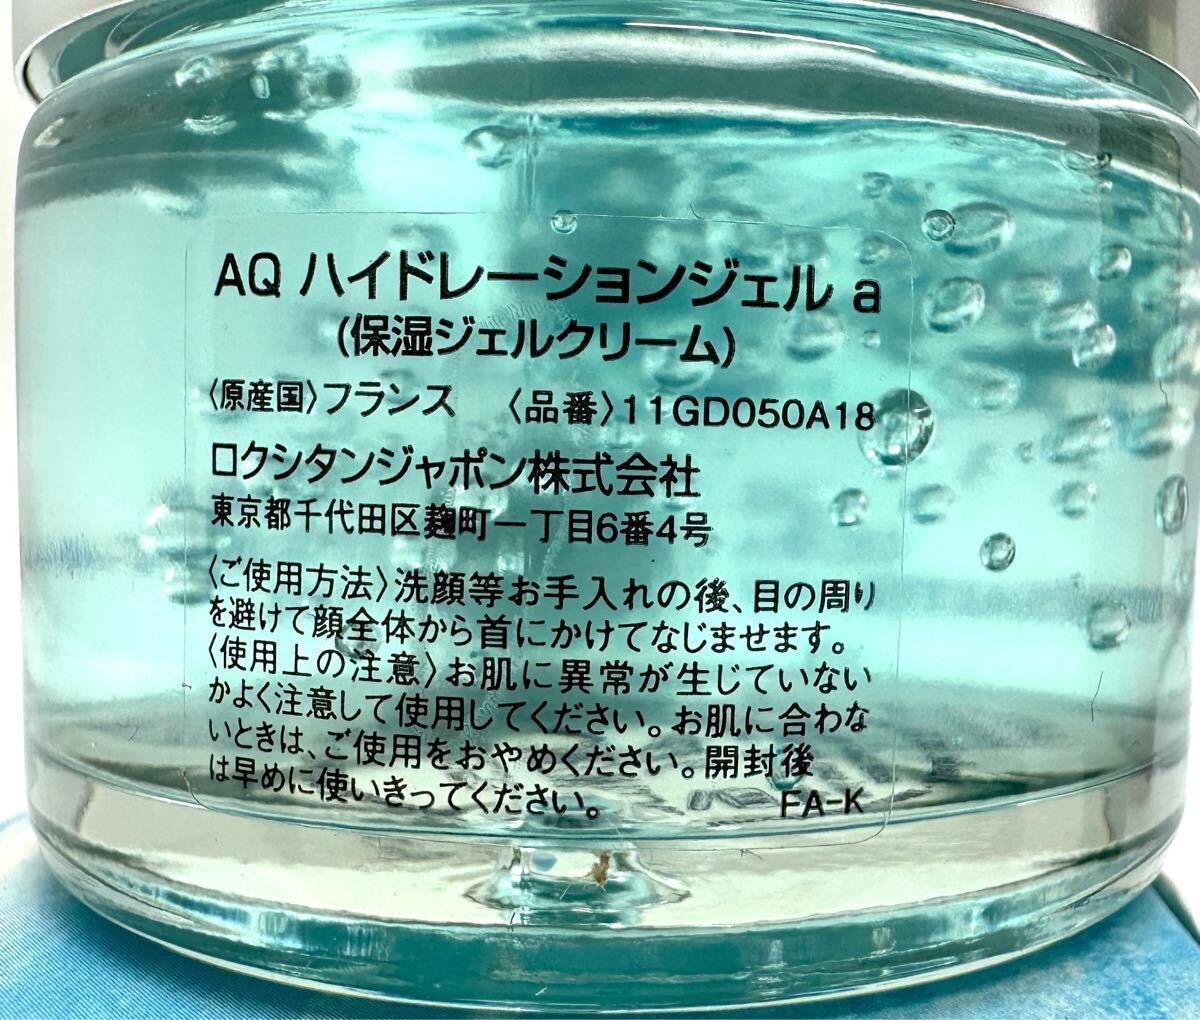 AQ ハイドレーションジェル a
(保湿ジェルクリーム)
〈原産国〉フランス 〈品番〉11GD050A18
ロクシタンジャポン株式会社
東京都千代田区麹町一丁目6番4号
〈ご使用方法〉洗顔等お手入れの後、目の周り
を避けて顔全体から首にかけてなじませます。
〈使用上の注意〉お肌に異常が生じていない
かよく注意して使用してください。お肌に合わな
いときは、ご使用をおやめください。開封後
は早めに使いきってください。 FA-K